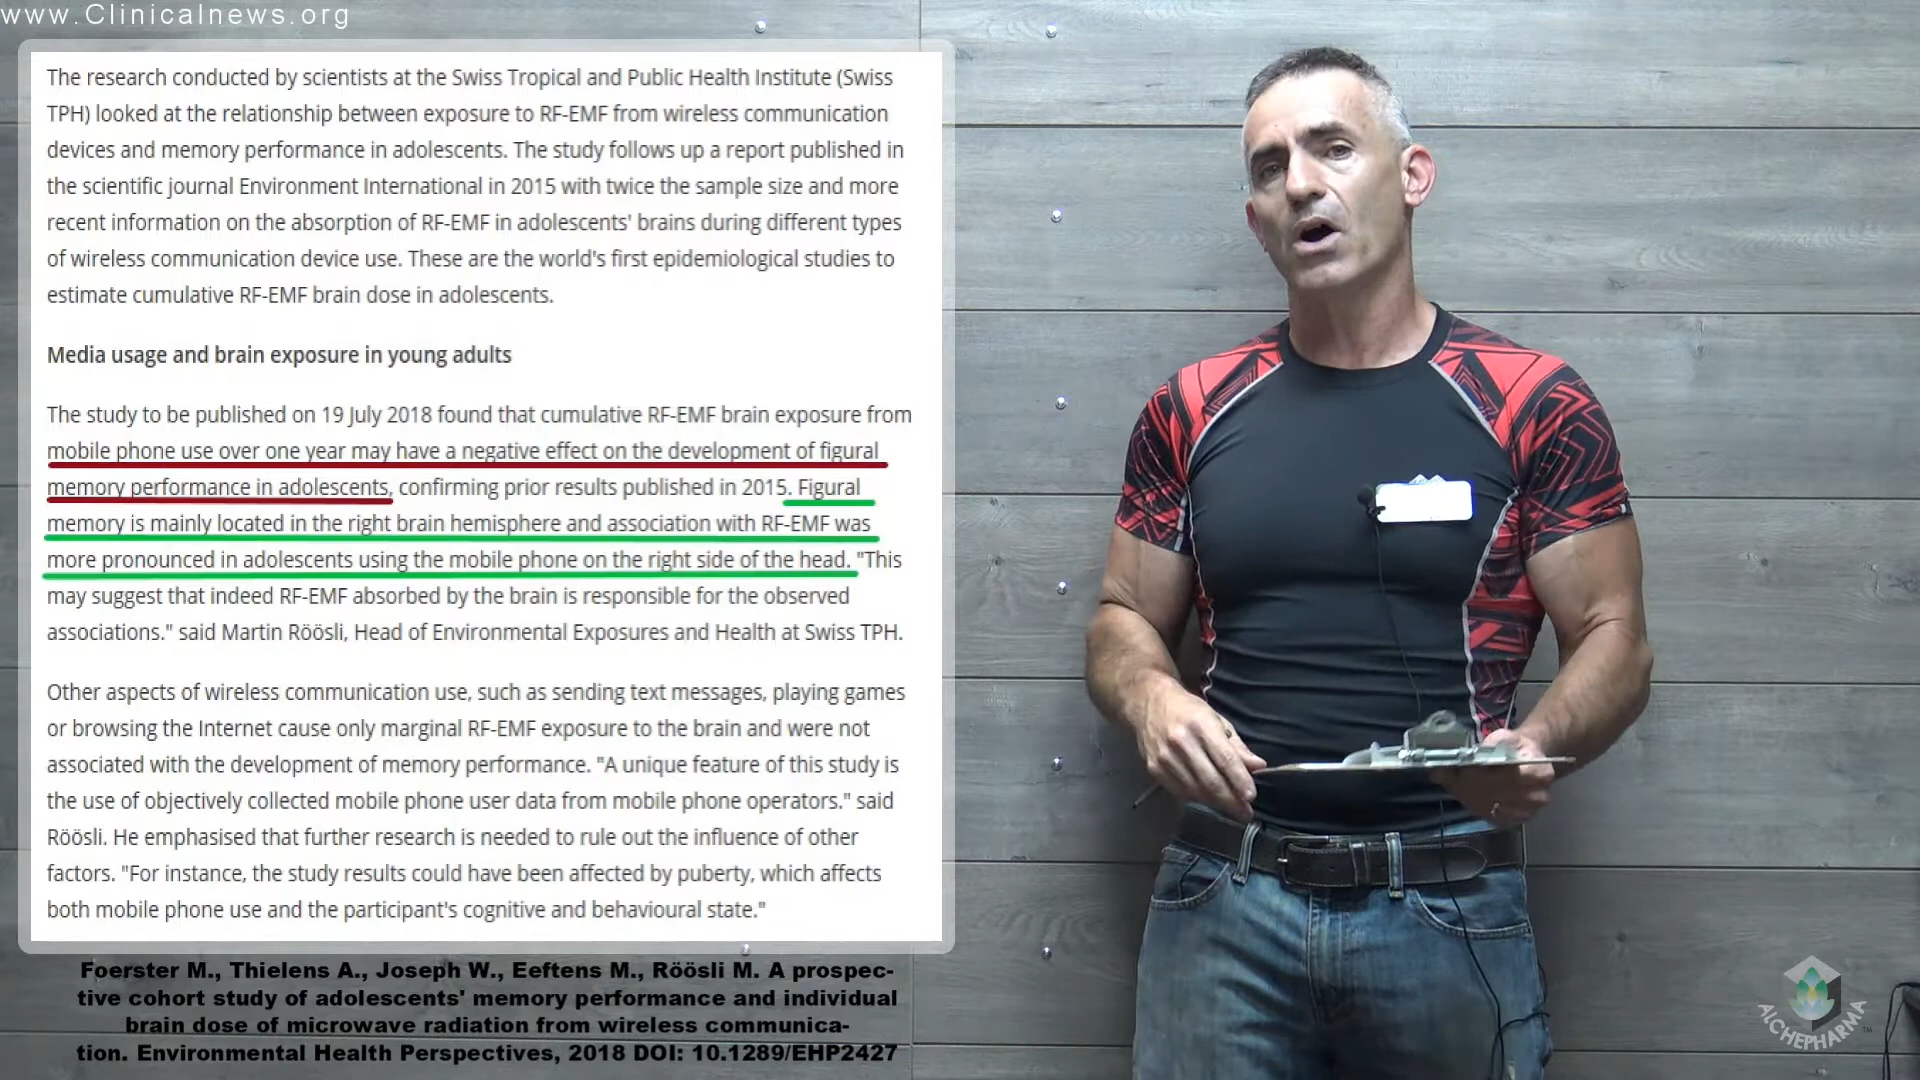 www.Clinicalnews.org
The research conducted by scientists at the Swiss Tropical and Public Health Institute (Swiss
TPH) looked at the relationship between exposure to RF-EMF from wireless communication
devices and memory performance in adolescents. The study follows up a report published in
the scientific journal Environment International in 2015 with twice the sample size and more
recent information on the absorption of RF-EMF in adolescents' brains during different types
of wireless communication device use. These are the world's first epidemiological studies to
estimate cumulative RF-EMF brain dose in adolescents.
Media usage and brain exposure in young adults
The study to be published on 19 July 2018 found that cumulative RF-EMF brain exposure from
mobile phone use over one year may have a negative effect on the development of figural
memory performance in adolescents, confirming prior results published in 2015. Figural
memory is mainly located in the right brain hemisphere and association with RF-EMF was
more pronounced in adolescents using the mobile phone on the right side of the head. "This
may suggest that indeed RF-EMF absorbed by the brain is responsible for the observed
associations." said Martin Röösli, Head of Environmental Exposures and Health at Swiss TPH.
Other aspects of wireless communication use, such as sending text messages, playing games
or browsing the Internet cause only marginal RF-EMF exposure to the brain and were not
associated with the development of memory performance. "A unique feature of this study is
the use of objectively collected mobile phone user data from mobile phone operators." said
Röösli. He emphasised that further research is needed to rule out the influence of other
factors. "For instance, the study results could have been affected by puberty, which affects
both mobile phone use and the participant's cognitive and behavioural state."
Foerster M., Thielens A., Joseph W., Eeftens M., Röösli M. A prospec-
tive cohort study of adolescents' memory performance and individual
brain dose of microwave radiation from wireless communica-
tion. Environmental Health Perspectives, 2018 DOI: 10.1289/EHP2427
ALCHEPHARMA
TM